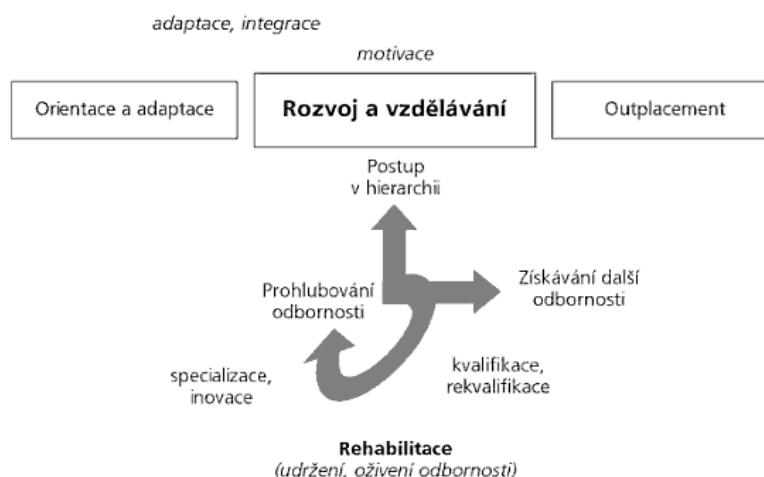 adaptace, integrace
motivace
Orientace a adaptace
Rozvoj a vzdělávání
Outplacement
Postup
v hierarchii
Prohlubování
odbornosti
Získávání další
odbornosti
specializace,
inovace
kvalifikace,
rekvalifikace
Rehabilitace
(udržení, oživení odbornosti)